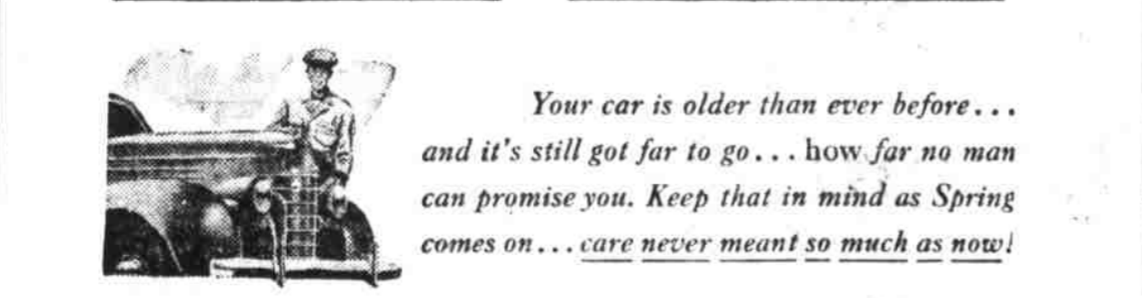 Your car is older than ever before...
and it's still got far to go... how far no man
can promise you. Keep that in mind as Spring
comes on... care never meant so much as now!